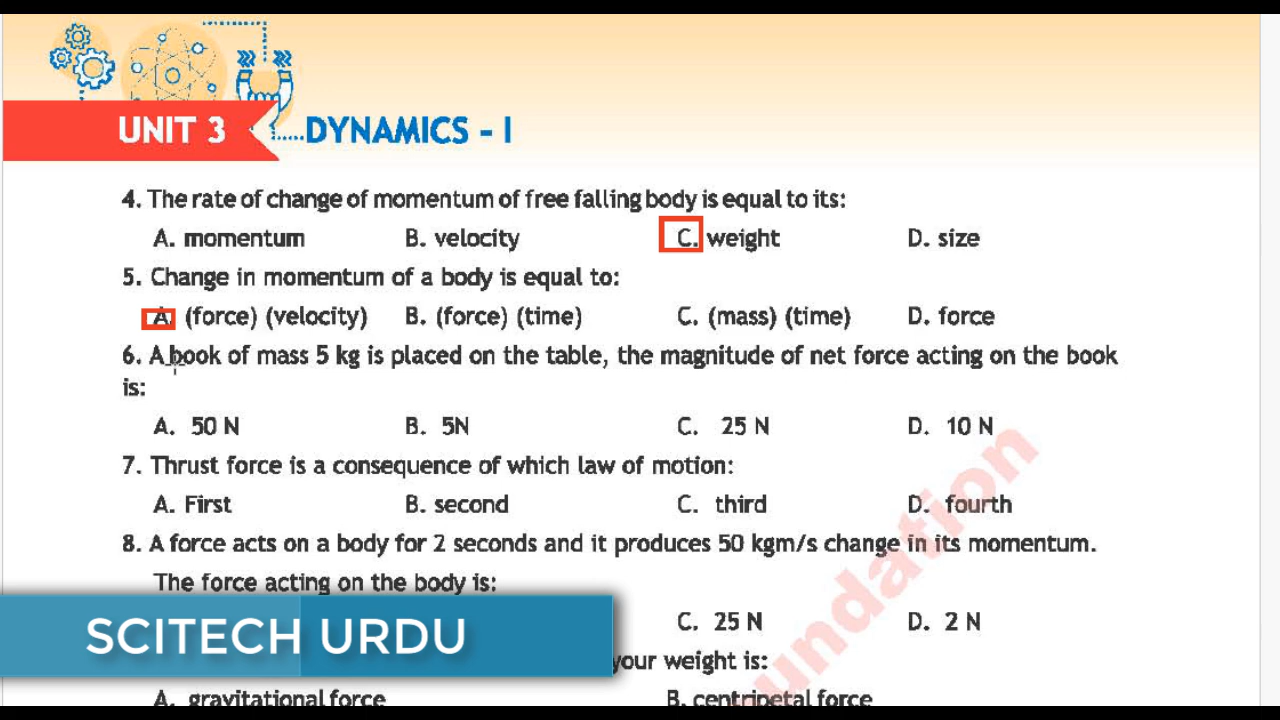 UNIT 3 .....DYNAMICS - I
4. The rate of change of momentum of free falling body is equal to its:
A. momentum B. velocity C. weight D. size
5. Change in momentum of a body is equal to:
A. (force) (velocity) B. (force) (time) C. (mass) (time) D. force
6. A book of mass 5 kg is placed on the table, the magnitude of net force acting on the book
is:
A. 50 N B. 5N C. 25 N D. 10 N
7. Thrust force is a consequence of which law of motion:
A. First B. second C. third D. fourth
8. A force acts on a body for 2 seconds and it produces 50 kgm/s change in its momentum.
The force acting on the body is:
C. 25 N D. 2 N
SCITECH URDU
your weight is:
A. gravitational force B. centripetal force
undation